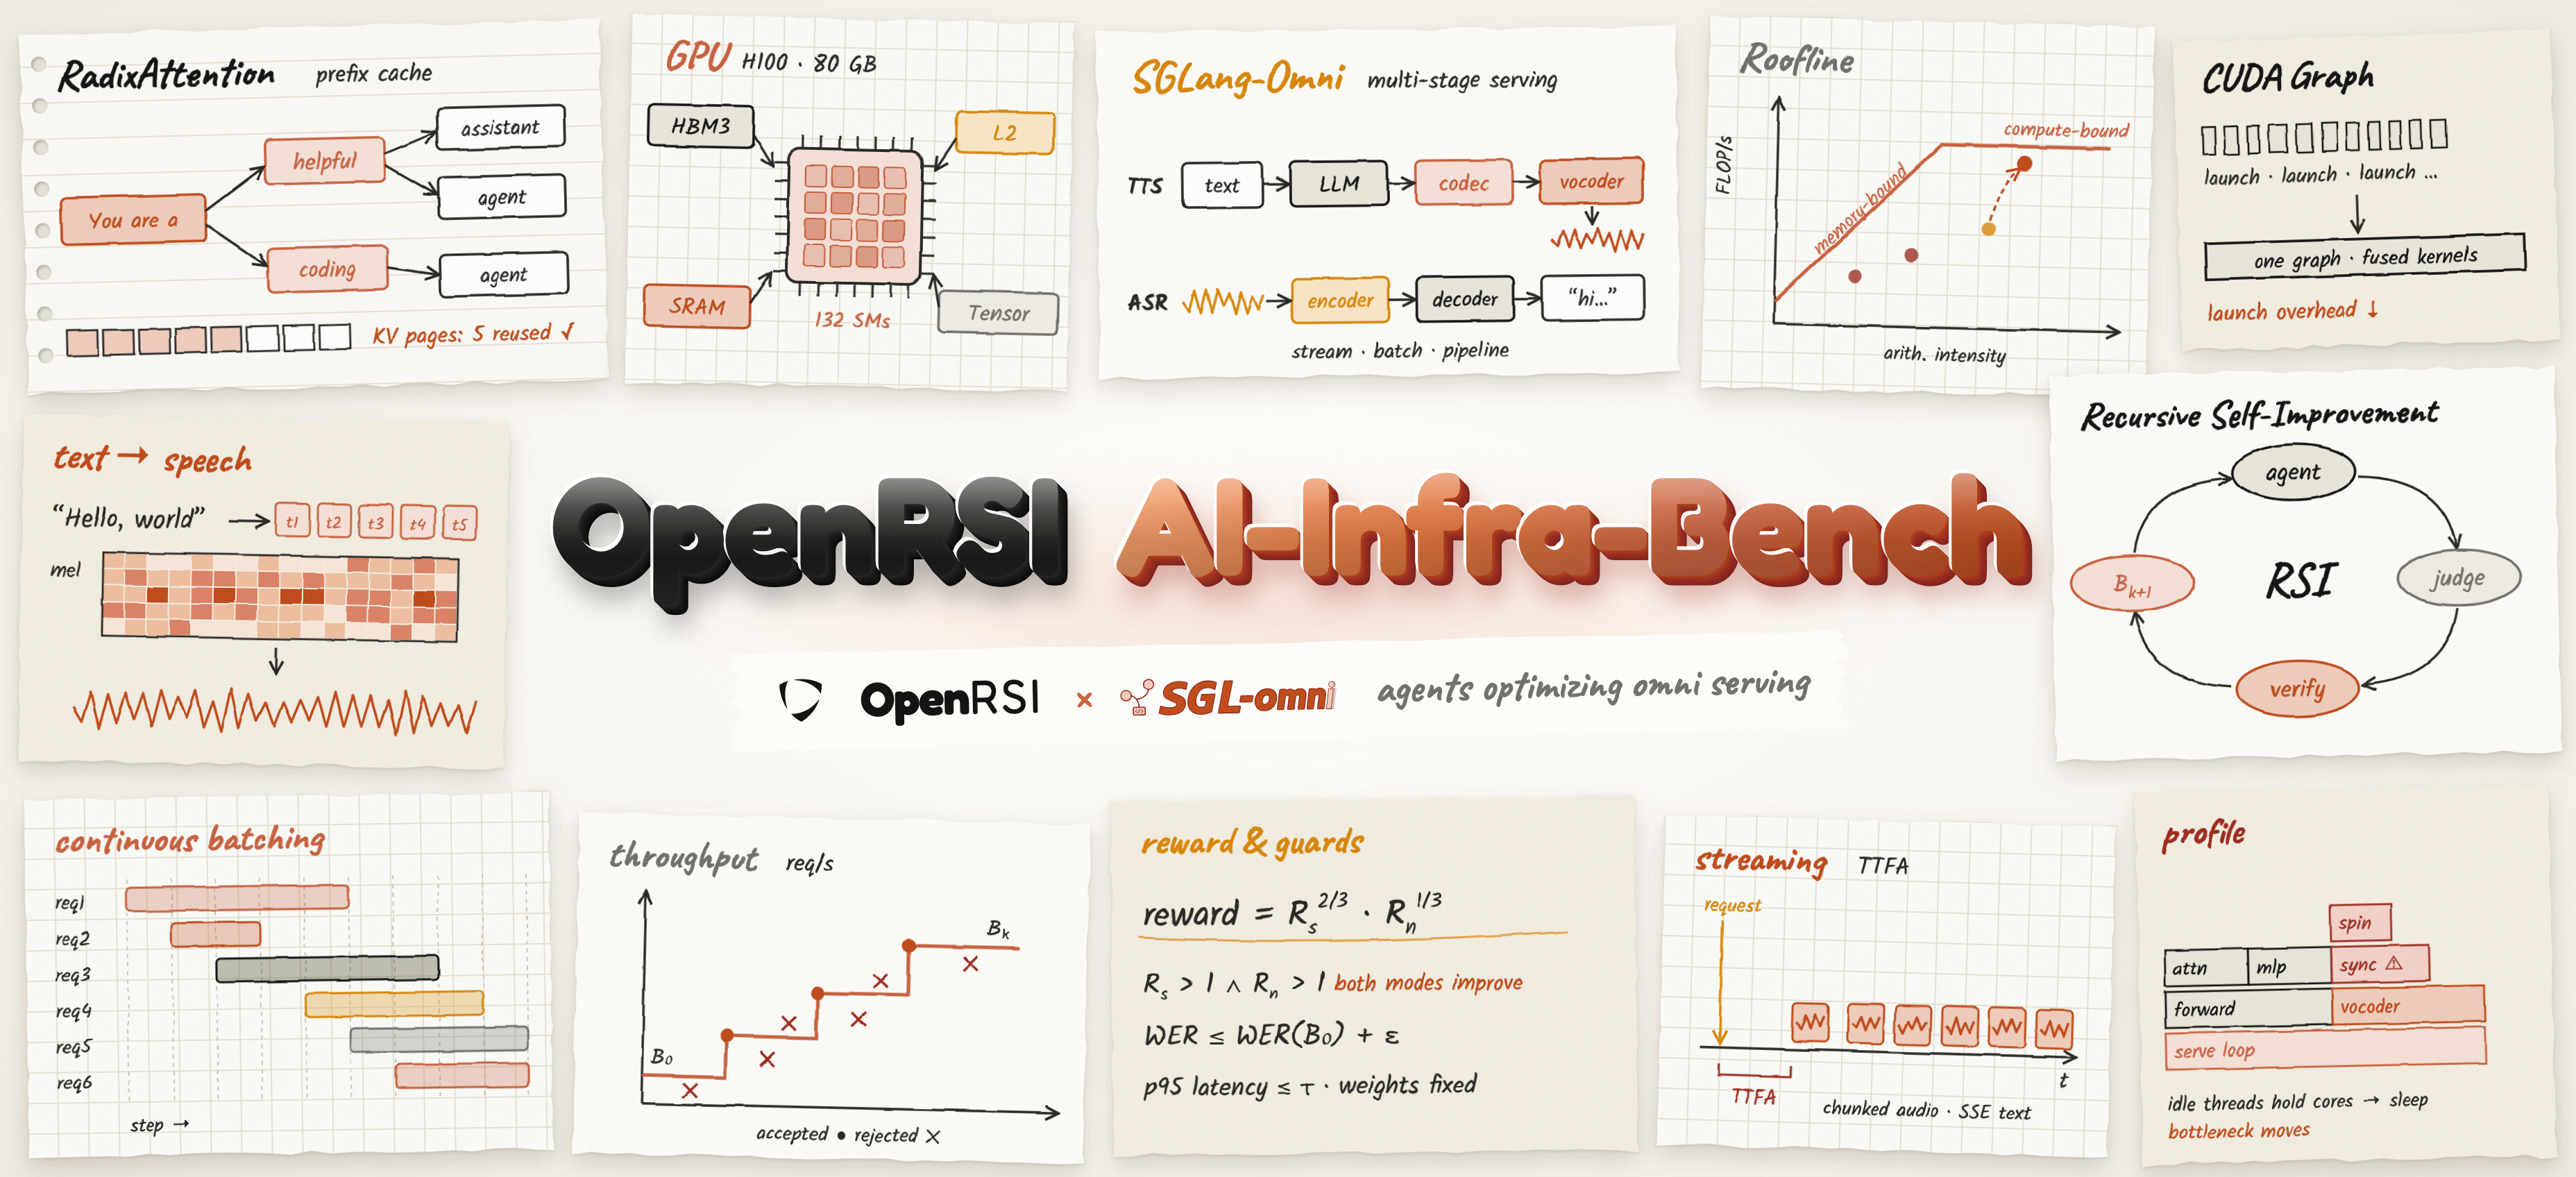 RadixAttention prefix cache
You are a
helpful
coding
assistant
agent
agent
KV pages: 5 reused ✓
GPU H100 · 80 GB
HBM3
L2
SRAM
132 SMs
Tensor
SGLang-Omni multi-stage serving
TTS text LLM codec vocoder
ASR encoder decoder “hi...”
stream · batch · pipeline
Roofline
FLOP/s
memory-bound
compute-bound
arith. intensity
CUDA Graph
launch · launch · launch ...
one graph · fused kernels
launch overhead ↓
text → speech
“Hello, world” → t1 t2 t3 t4 t5
mel
OpenRSI AI-Infra-Bench
OpenRSI × SGL-omni agents optimizing omni serving
Recursive Self-Improvement
agent
judge
verify
Bk+1
RSI
continuous batching
req1
req2
req3
req4
req5
req6
step →
throughput req/s
B0
Bk
accepted ● rejected ×
reward & guards
reward = Rs^2/3 · Rn^1/3
Rs > 1 ∧ Rn > 1 both modes improve
WER ≤ WER(B0) + ε
p95 latency ≤ τ · weights fixed
streaming TTFA
request
TTFA
t
chunked audio · SSE text
profile
spin
attn mlp sync ⚠
forward vocoder
serve loop
idle threads hold cores → sleep
bottleneck moves